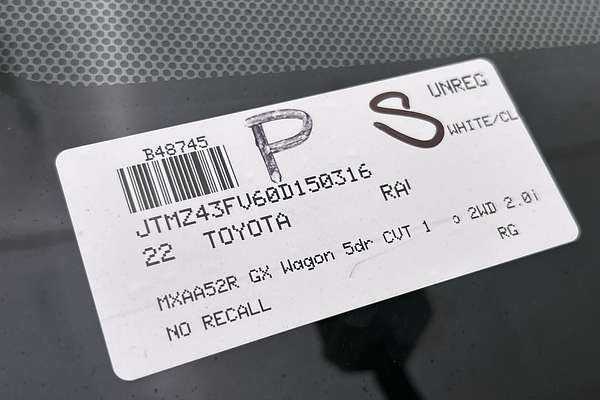 B48745
P
S
UNREG
WHITE/CL
JTMZ43FV60D150316
22 TOYOTA
MXAA52R GX Wagon 5dr CVT 1 2WD 2.0i
NO RECALL
RG